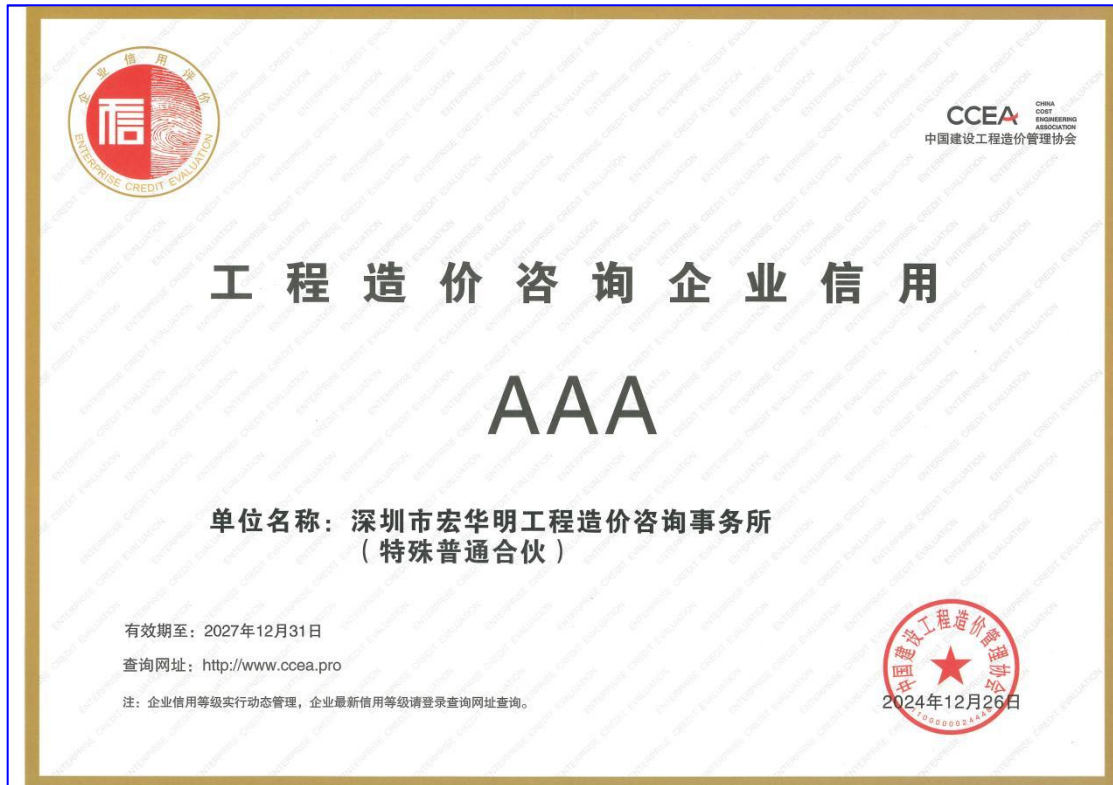 企业信用评价
信
ENTERPRISE CREDIT EVALUATION
CCEA
CHINA
COST
ENGINEERING
ASSOCIATION
中国建设工程造价管理协会
工程造价咨询企业信用
AAA
单位名称：深圳市宏华明工程造价咨询事务所
（特殊普通合伙）
有效期至：2027年12月31日
查询网址：http://www.ccea.pro
注：企业信用等级实行动态管理，企业最新信用等级请登录查询网址查询。
中国建设工程造价管理协会
2024年12月26日